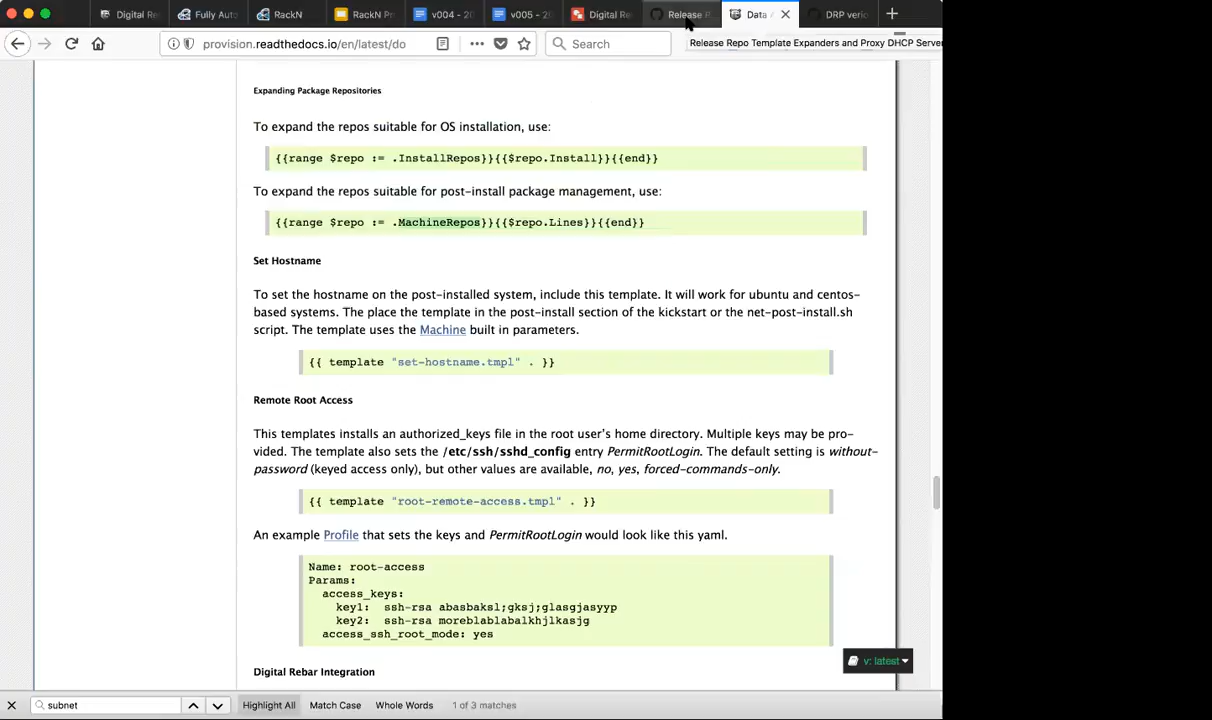 Digital Re
Fully Auto
RackN
RackN P
v004 - 20
v005 - 20
Digital Re
Release R
Data
DRP verio
provision.readthedocs.io/en/latest/do
Search
Release Repo Template Expanders and Proxy DHCP Server
Expanding Package Repositories
To expand the repos suitable for OS installation, use:
{{range $repo := .InstallRepos}}{{$repo.Install}}{{end}}
To expand the repos suitable for post-install package management, use:
{{range $repo := .MachineRepos}}{{$repo.Lines}}{{end}}
Set Hostname
To set the hostname on the post-installed system, include this template. It will work for ubuntu and centos-
based systems. The place the template in the post-install section of the kickstart or the net-post-install.sh
script. The template uses the Machine built in parameters.
{{ template "set-hostname.tmpl" . }}
Remote Root Access
This templates installs an authorized_keys file in the root user's home directory. Multiple keys may be pro-
vided. The template also sets the /etc/ssh/sshd_config entry PermitRootLogin. The default setting is without-
password (keyed access only), but other values are available, no, yes, forced-commands-only.
{{ template "root-remote-access.tmpl" . }}
An example Profile that sets the keys and PermitRootLogin would look like this yaml.
Name: root-access
Params:
access_keys:
key1: ssh-rsa abasbaksl;gksj;glasgjasyyp
key2: ssh-rsa moreblablabalkhjlkasjg
access_ssh_root_mode: yes
Digital Rebar Integration
v: latest
subnet
Highlight All
Match Case
Whole Words
1 of 3 matches